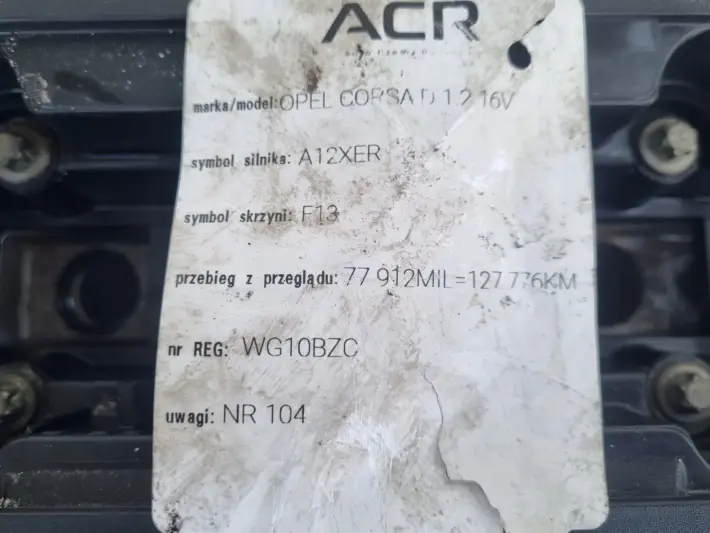 ACR
marka/model: OPEL CORSA D 1.2 16V
symbol silnika: A12XER
symbol skrzyni: F13
przebieg z przeglądu: 77 912MIL=127 776KM
nr REG: WG10BZC
uwagi: NR 104